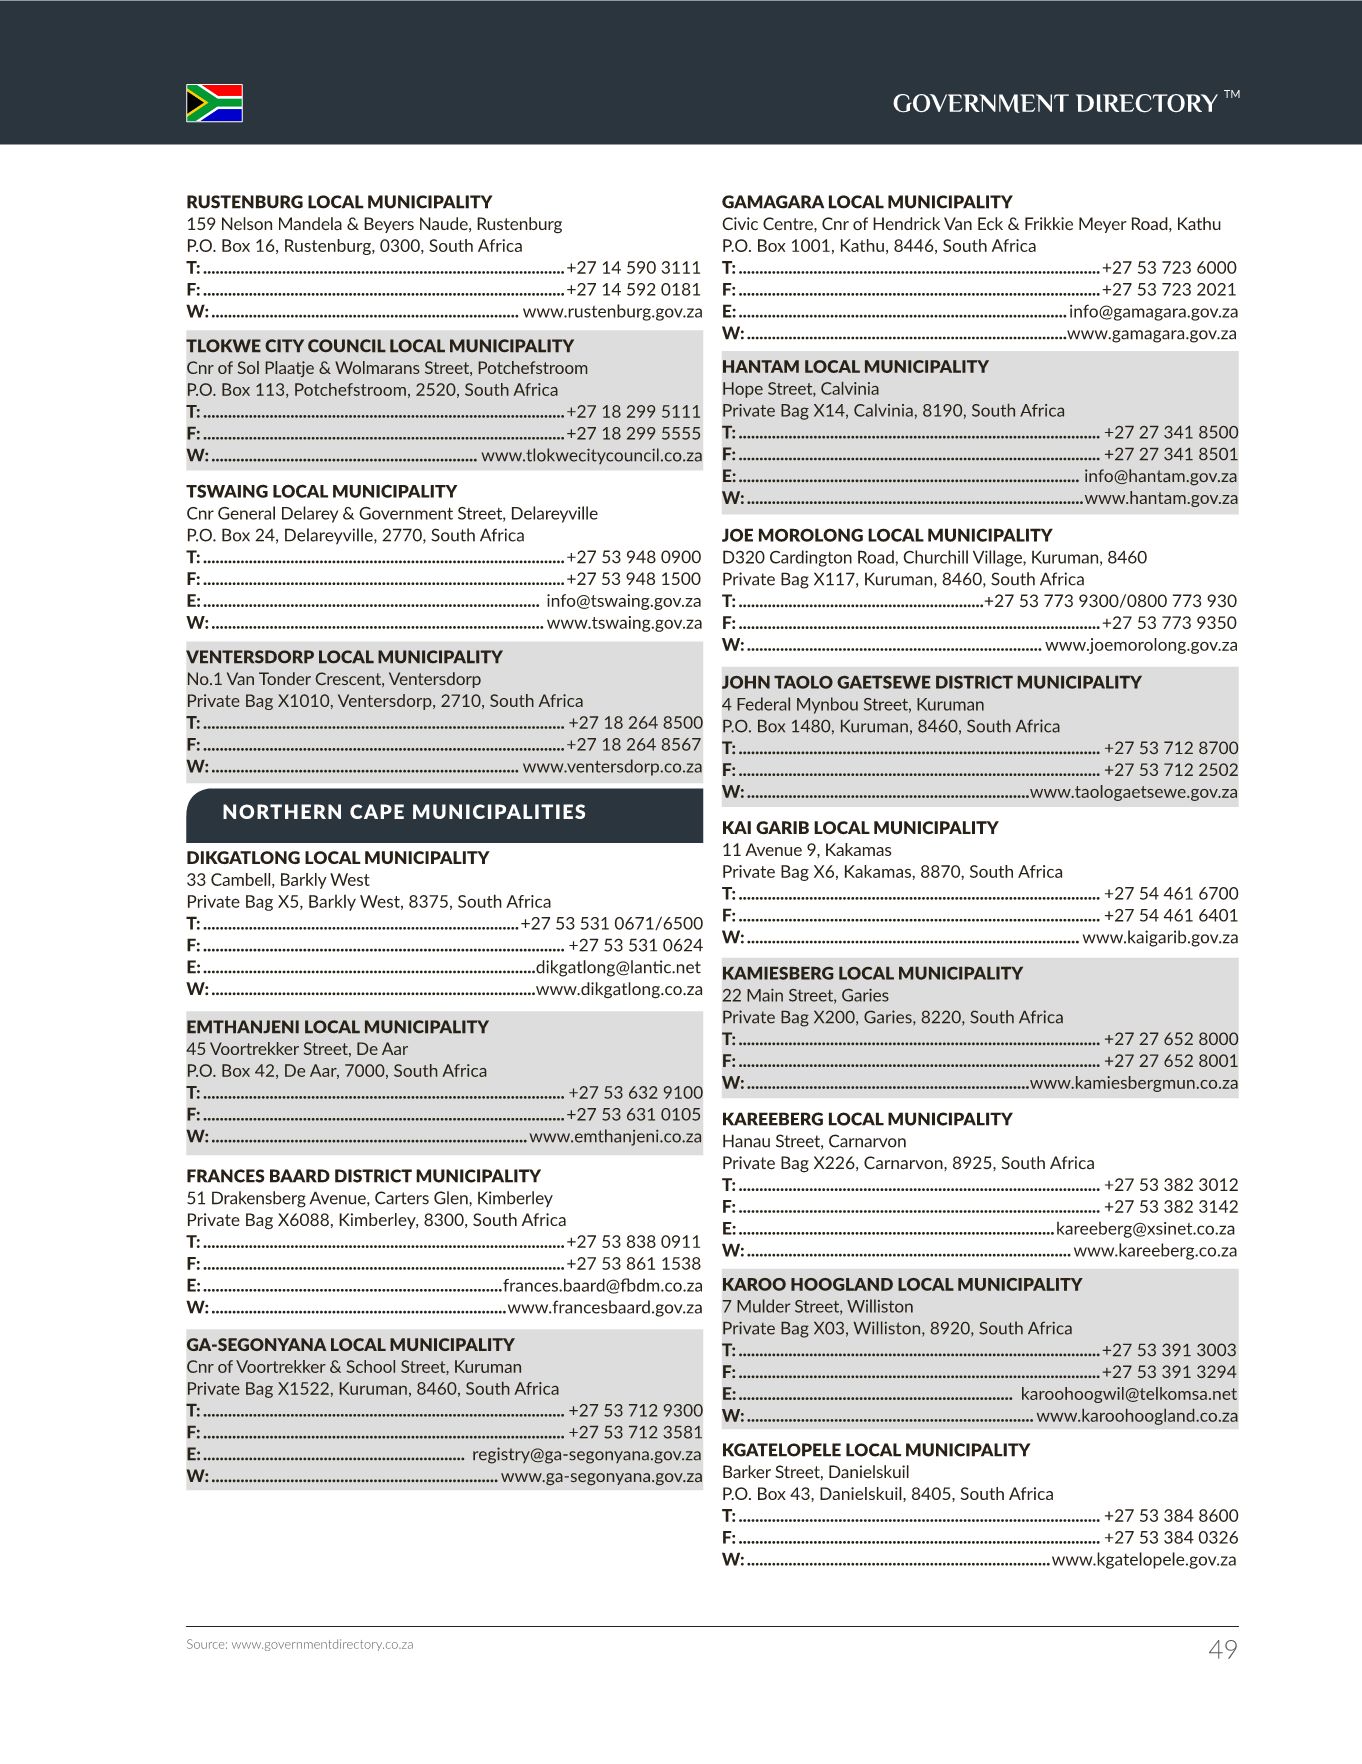 GOVERNMENT DIRECTORY ™
RUSTENBURG LOCAL MUNICIPALITY
159 Nelson Mandela & Beyers Naude, Rustenburg
P.O. Box 16, Rustenburg, 0300, South Africa
T: +27 14 590 3111
F: +27 14 592 0181
W: www.rustenburg.gov.za
TLOKWE CITY COUNCIL LOCAL MUNICIPALITY
Cnr of Sol Plaatje & Wolmarans Street, Potchefstroom
P.O. Box 113, Potchefstroom, 2520, South Africa
T: +27 18 299 5111
F: +27 18 299 5555
W: www.tlokwecitycouncil.co.za
TSWAING LOCAL MUNICIPALITY
Cnr General Delarey & Government Street, Delareyville
P.O. Box 24, Delareyville, 2770, South Africa
T: +27 53 948 0900
F: +27 53 948 1500
E: info@tswaing.gov.za
W: www.tswaing.gov.za
VENTERSDORP LOCAL MUNICIPALITY
No.1 Van Tonder Crescent, Ventersdorp
Private Bag X1010, Ventersdorp, 2710, South Africa
T: +27 18 264 8500
F: +27 18 264 8567
W: www.ventersdorp.co.za
NORTHERN CAPE MUNICIPALITIES
DIKGATLONG LOCAL MUNICIPALITY
33 Cambell, Barkly West
Private Bag X5, Barkly West, 8375, South Africa
T: +27 53 531 0671/6500
F: +27 53 531 0624
E: dikgatlong@lantic.net
W: www.dikgatlong.co.za
EMTHANJENI LOCAL MUNICIPALITY
45 Voortrekker Street, De Aar
P.O. Box 42, De Aar, 7000, South Africa
T: +27 53 632 9100
F: +27 53 631 0105
W: www.emthanjeni.co.za
FRANCES BAARD DISTRICT MUNICIPALITY
51 Drakensberg Avenue, Carters Glen, Kimberley
Private Bag X6088, Kimberley, 8300, South Africa
T: +27 53 838 0911
F: +27 53 861 1538
E: frances.baard@fbdm.co.za
W: www.francesbaard.gov.za
GA-SEGONYANA LOCAL MUNICIPALITY
Cnr of Voortrekker & School Street, Kuruman
Private Bag X1522, Kuruman, 8460, South Africa
T: +27 53 712 9300
F: +27 53 712 3581
E: registry@ga-segonyana.gov.za
W: www.ga-segonyana.gov.za
GAMAGARA LOCAL MUNICIPALITY
Civic Centre, Cnr of Hendrick Van Eck & Frikkie Meyer Road, Kathu
P.O. Box 1001, Kathu, 8446, South Africa
T: +27 53 723 6000
F: +27 53 723 2021
E: info@gamagara.gov.za
W: www.gamagara.gov.za
HANTAM LOCAL MUNICIPALITY
Hope Street, Calvinia
Private Bag X14, Calvinia, 8190, South Africa
T: +27 27 341 8500
F: +27 27 341 8501
E: info@hantam.gov.za
W: www.hantam.gov.za
JOE MOROLONG LOCAL MUNICIPALITY
D320 Cardington Road, Churchill Village, Kuruman, 8460
Private Bag X117, Kuruman, 8460, South Africa
T: +27 53 773 9300/0800 773 930
F: +27 53 773 9350
W: www.joemorolong.gov.za
JOHN TAOLO GAETSEWE DISTRICT MUNICIPALITY
4 Federal Mynbou Street, Kuruman
P.O. Box 1480, Kuruman, 8460, South Africa
T: +27 53 712 8700
F: +27 53 712 2502
W: www.taologaetsewe.gov.za
KAI GARIB LOCAL MUNICIPALITY
11 Avenue 9, Kakamas
Private Bag X6, Kakamas, 8870, South Africa
T: +27 54 461 6700
F: +27 54 461 6401
W: www.kaigarib.gov.za
KAMIESBERG LOCAL MUNICIPALITY
22 Main Street, Garies
Private Bag X200, Garies, 8220, South Africa
T: +27 27 652 8000
F: +27 27 652 8001
W: www.kamiesbergmun.co.za
KAREEBERG LOCAL MUNICIPALITY
Hanau Street, Carnarvon
Private Bag X226, Carnarvon, 8925, South Africa
T: +27 53 382 3012
F: +27 53 382 3142
E: kareeberg@xsinet.co.za
W: www.kareeberg.co.za
KAROO HOOGLAND LOCAL MUNICIPALITY
7 Mulder Street, Williston
Private Bag X03, Williston, 8920, South Africa
T: +27 53 391 3003
F: +27 53 391 3294
E: karoohoogwil@telkomsa.net
W: www.karoohoogland.co.za
KGATELOPELE LOCAL MUNICIPALITY
Barker Street, Danielskuil
P.O. Box 43, Danielskuil, 8405, South Africa
T: +27 53 384 8600
F: +27 53 384 0326
W: www.kgatelopele.gov.za
Source: www.governmentdirectory.co.za
49